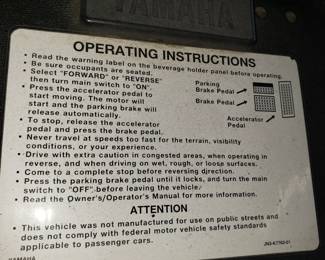 YAMAHA
OPERATING INSTRUCTIONS
• Read the warning label on the beverage holder panel before operating.
• Be sure occupants are seated.
• Select "FORWARD" or "REVERSE"
then turn main switch to "ON".
• Press the accelerator pedal to
start moving. The motor will
start and the parking brake will
release automatically.
• To stop, release the accelerator
pedal and press the brake pedal.
Parking
Brake Pedal
Brake Pedal
Accelerator
Pedal
• Never travel at speeds too fast for the terrain, visibility
conditions, or your experience.
• Drive with extra caution in congested areas, when operating in
reverse, and when driving on wet, rough, or loose surfaces.
• Come to a complete stop before reversing direction.
• Press the parking brake pedal until it locks, and turn the main
switch to "OFF", before leaving the vehicle.
• Read the Owner's/Operator's Manual for more information.
ATTENTION
• This vehicle was not manufactured for use on public streets and
does not comply with federal motor vehicle safety standards
applicable to passenger cars.
YAMAHA